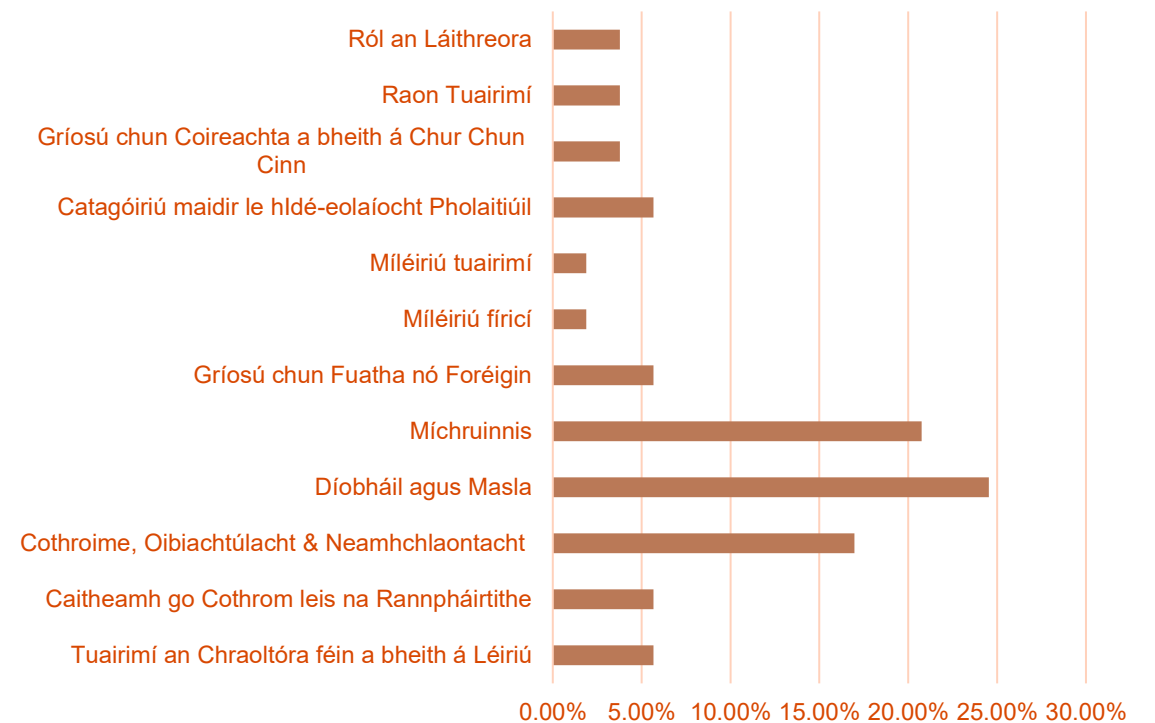 Ról an Láithreora
Raon Tuairimí
Gríosú chun Coireachta a bheith á Chur Chun
Cinn
Catagóiriú maidir le hIdé-eolaíocht Pholaitiúil
Míléiriú tuairimí
Míléiriú fíricí
Gríosú chun Fuatha nó Foréigin
Míchruinnis
Díobháil agus Masla
Cothroime, Oibiachtúlacht & Neamhchlaontacht
Caitheamh go Cothrom leis na Rannpháirtithe
Tuairimí an Chraoltóra féin a bheith á Léiriú
0.00% 5.00% 10.00% 15.00% 20.00% 25.00% 30.00%